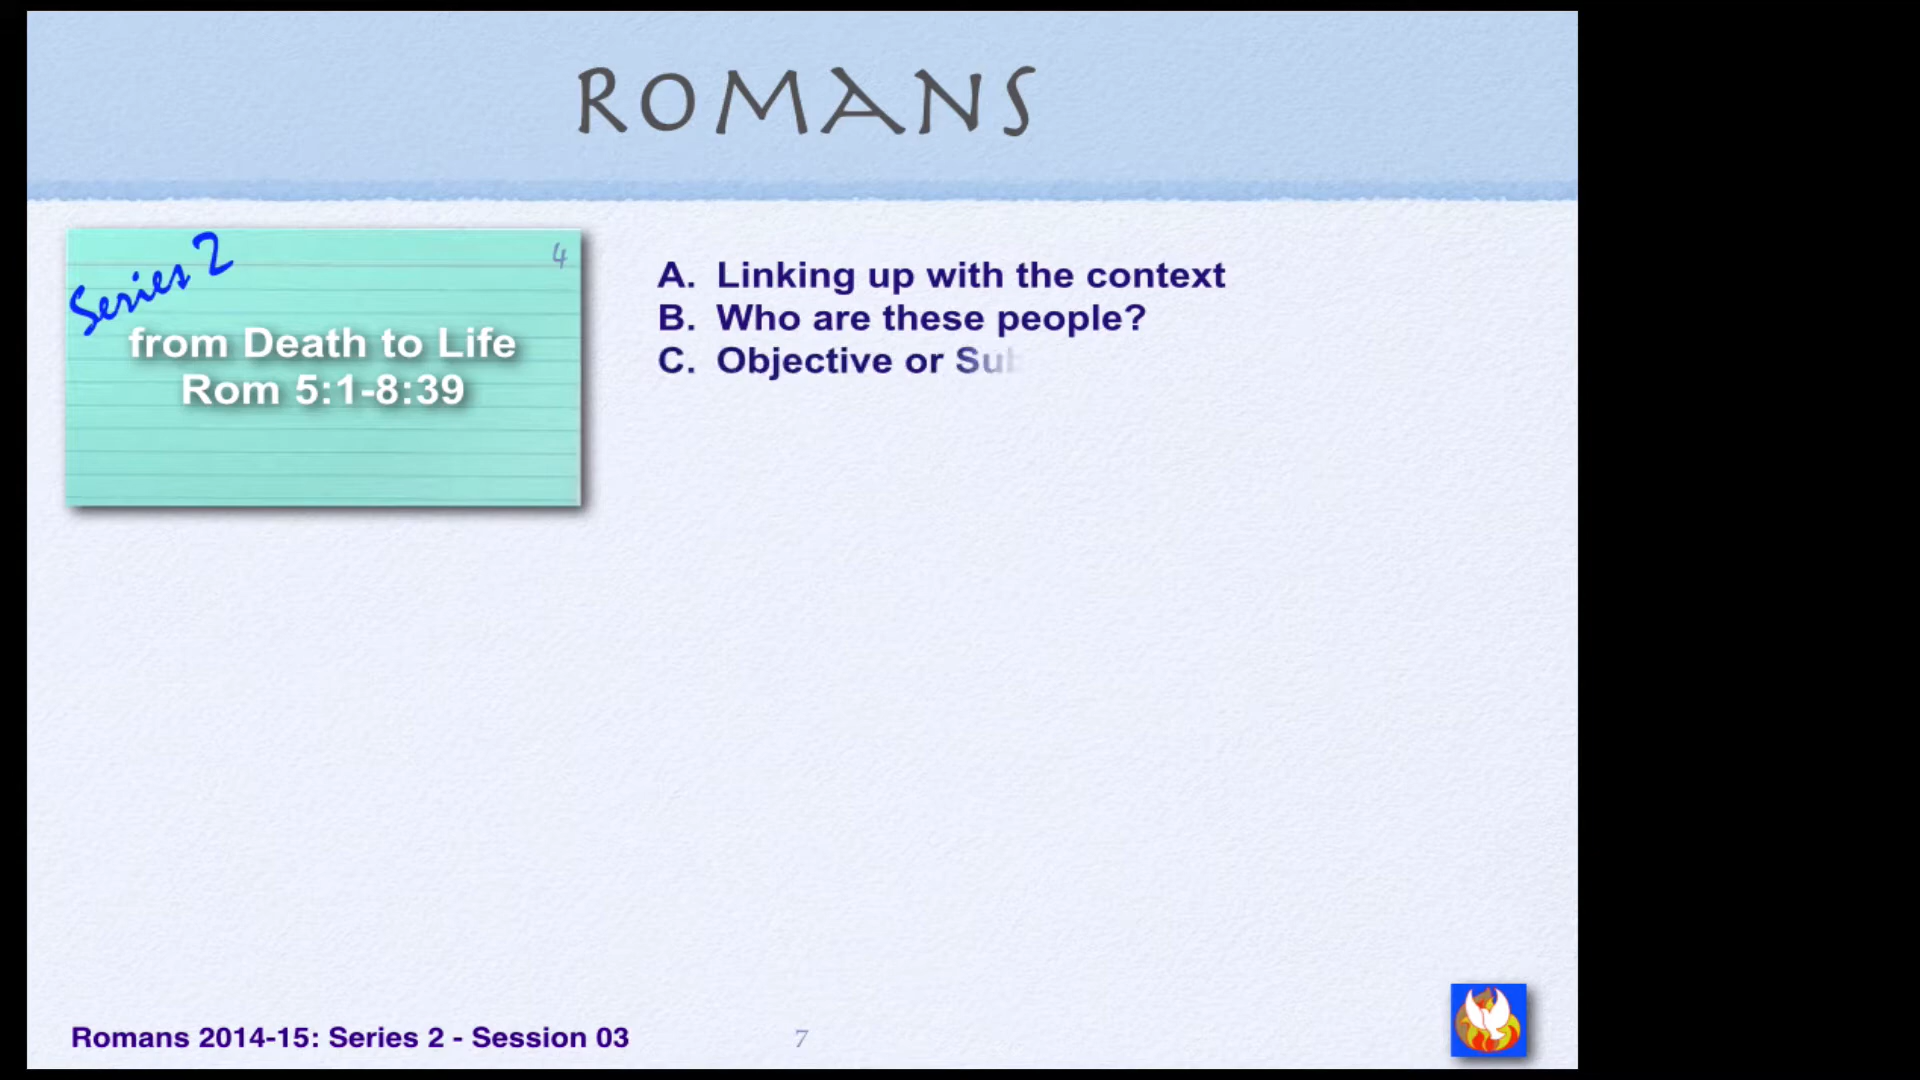 ROMANS
Series 2
4
from Death to Life
Rom 5:1-8:39
A. Linking up with the context
B. Who are these people?
C. Objective or
Romans 2014-15: Series 2 - Session 03
7